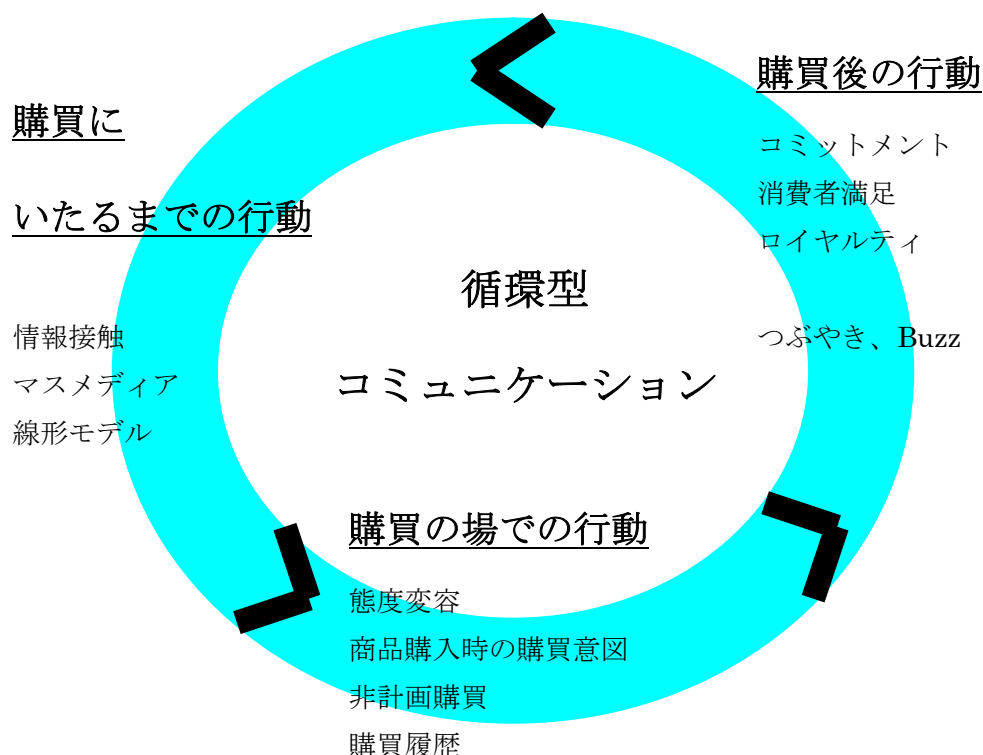 購買に
いたるまでの行動
情報接触
マスメディア
線形モデル
循環型
コミュニケーション
購買の場での行動
態度変容
商品購入時の購買意図
非計画購買
購買履歴
購買後の行動
コミットメント
消費者満足
ロイヤルティ
つぶやき、Buzz